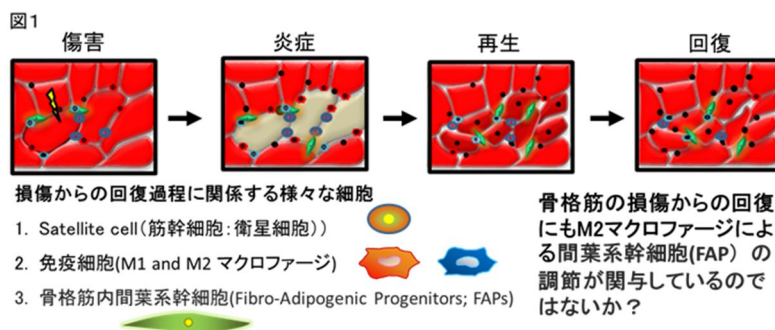 図1
傷害
炎症
再生
回復
損傷からの回復過程に関係する様々な細胞
1. Satellite cell(筋幹細胞:衛星細胞))
2. 免疫細胞(M1 and M2 マクロファージ)
3. 骨格筋内間葉系幹細胞(Fibro-Adipogenic Progenitors; FAPs)
骨格筋の損傷からの回復
にもM2マクロファージによ
る間葉系幹細胞(FAP) の
調節が関与しているので
はないか?